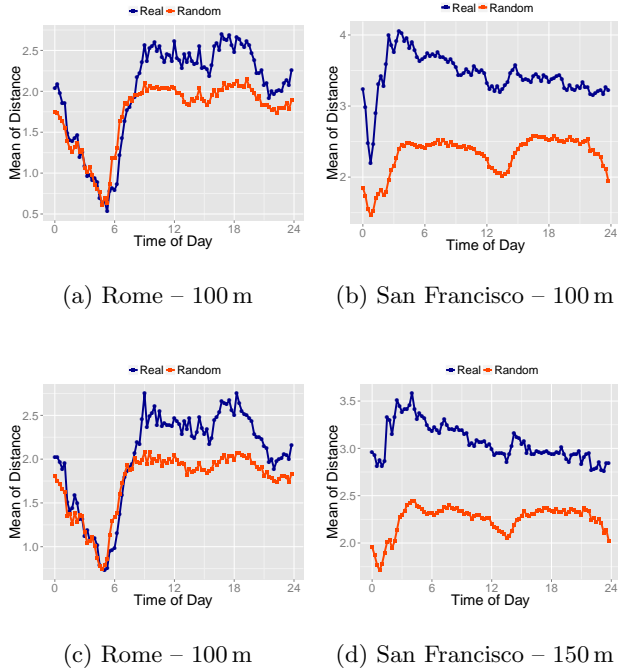 Real Random
Real Random
Mean of Distance
2.5
2.0
1.5
1.0
0.5
0 6 12 18 24
Time of Day
Mean of Distance
4
3
2
0 6 12 18 24
Time of Day
(a) Rome – 100 m
(b) San Francisco – 100 m
Real Random
Real Random
Mean of Distance
2.5
2.0
1.5
1.0
0 6 12 18 24
Time of Day
Mean of Distance
3.5
3.0
2.5
2.0
0 6 12 18 24
Time of Day
(c) Rome – 100 m
(d) San Francisco – 150 m